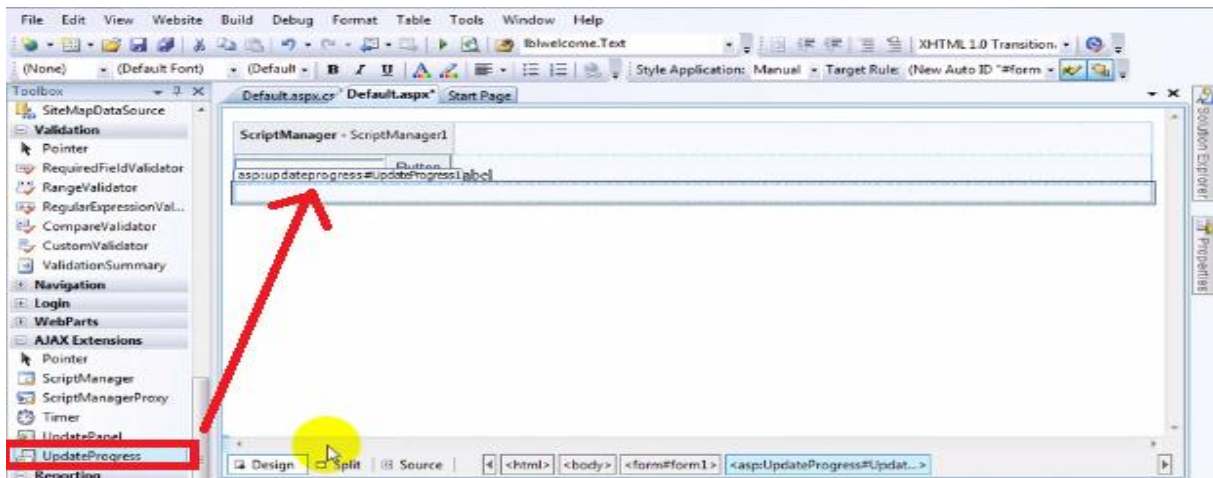 File Edit View Website Build Debug Format Table Tools Window Help
lblwelcome.Text XHTML 1.0 Transition.
(None) (Default Font) (Default B I U A Style Application: Manual Target Rule: (New Auto ID "#form
Toolbox
Default.aspx.cs Default.aspx* Start Page
SiteMapDataSource
Validation
Pointer
RequiredFieldValidator
RangeValidator
RegularExpressionVal...
CompareValidator
CustomValidator
ValidationSummary
Navigation
Login
WebParts
AJAX Extensions
Pointer
ScriptManager
ScriptManagerProxy
Timer
UpdatePanel
UpdateProgress
Reporting
ScriptManager - ScriptManager1
Button
asp:updateprogress#UpdateProgress1 abel
Design Split Source <html> <body> <form#form1> <asp:UpdateProgress#Updat...>
Solution Explorer
Properties